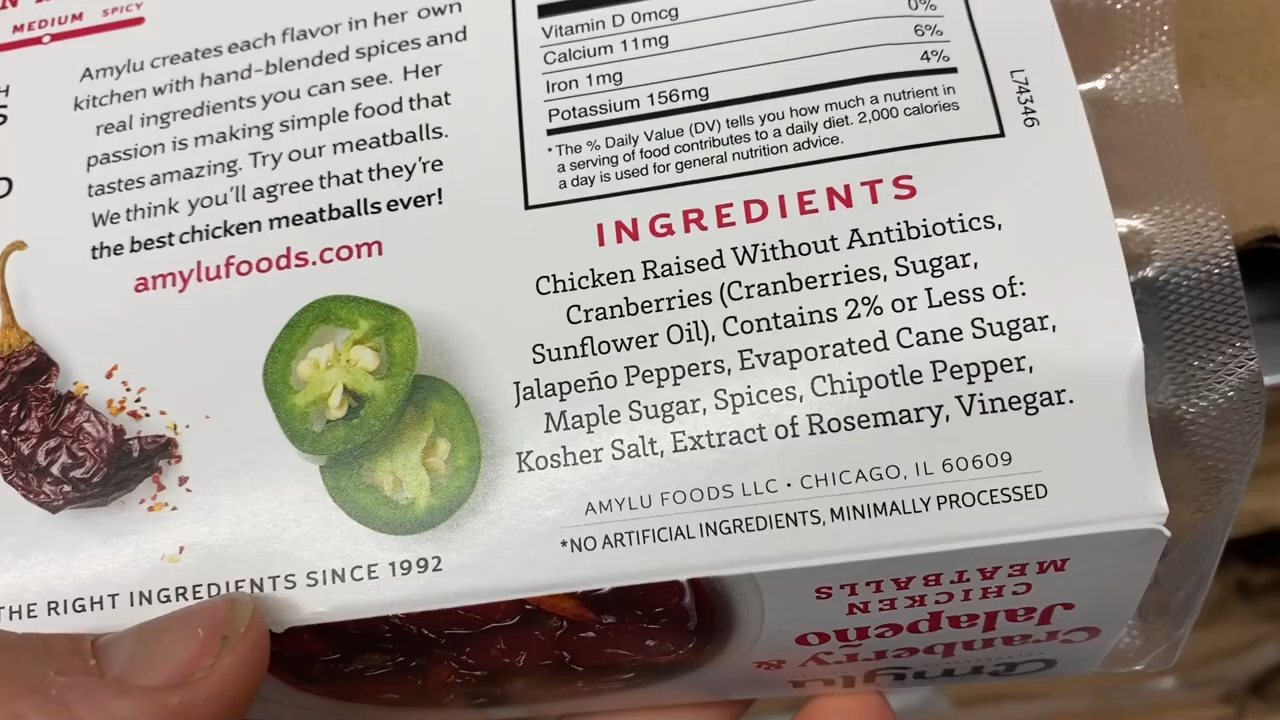 MEDIUM SPICY
Amylu creates each flavor in her own
kitchen with hand-blended spices and
real ingredients you can see. Her
passion is making simple food that
tastes amazing. Try our meatballs.
We think you'll agree that they're
the best chicken meatballs ever!
amylufoods.com
THE RIGHT INGREDIENTS SINCE 1992
Vitamin D 0mcg 0%
Calcium 11mg
Iron 1mg 6%
Potassium 156mg 4%
*The % Daily Value (DV) tells you how much a nutrient in
a serving of food contributes to a daily diet. 2,000 calories
a day is used for general nutrition advice.
L74346
INGREDIENTS
Chicken Raised Without Antibiotics,
Cranberries (Cranberries, Sugar,
Sunflower Oil), Contains 2% or Less of:
Jalapeño Peppers, Evaporated Cane Sugar,
Maple Sugar, Spices, Chipotle Pepper,
Kosher Salt, Extract of Rosemary, Vinegar.
AMYLU FOODS LLC • CHICAGO, IL 60609
*NO ARTIFICIAL INGREDIENTS, MINIMALLY PROCESSED
amylu
Cranberry &
Jalapeño
CHICKEN
MEATBALLS